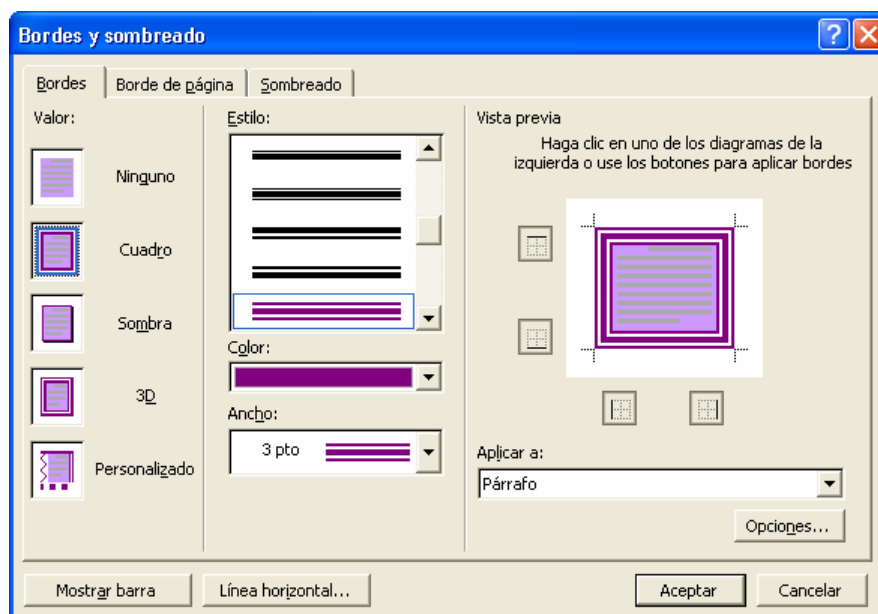 Bordes y sombreado
Bordes
Borde de página
Sombreado
Valor:
Ninguno
Cuadro
Sombra
3D
Personalizado
Estilo:
Color:
Ancho:
3 pto
Vista previa
Haga clic en uno de los diagramas de la
izquierda o use los botones para aplicar bordes
Aplicar a:
Párrafo
Opciones...
Mostrar barra
Línea horizontal...
Aceptar
Cancelar